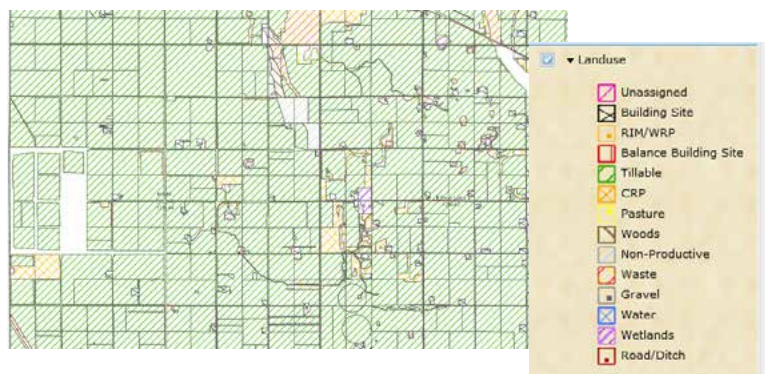 Landuse
Unassigned
Building Site
RIM/WRP
Balance Building Site
Tillable
CRP
Pasture
Woods
Non-Productive
Waste
Gravel
Water
Wetlands
Road/Ditch